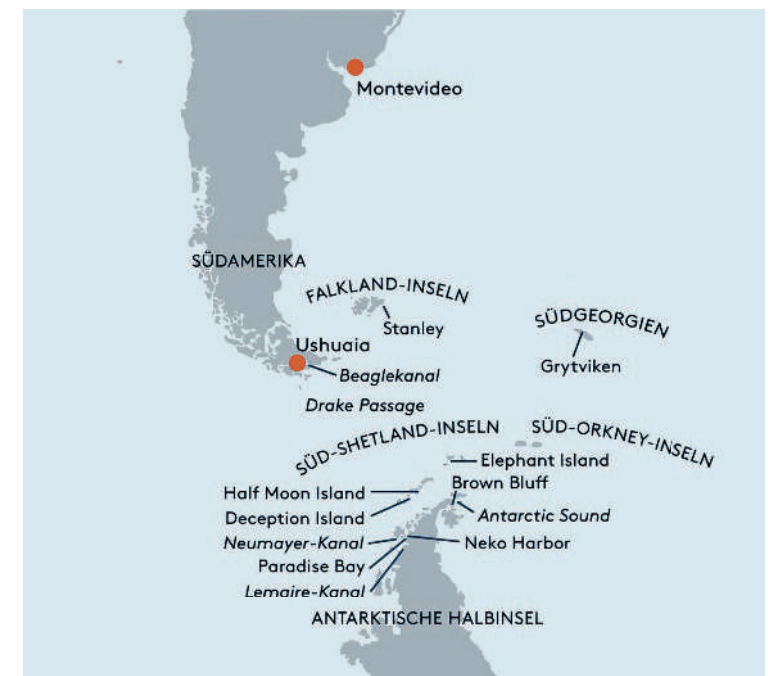 Montevideo
SÜDAMERIKA
FALKLAND-INSELN
Stanley
SÜDGEORGIEN
Grytviken
Ushuaia
Beaglekanal
Drake Passage
SÜD-SHETLAND-INSELN
SÜD-ORKNEY-INSELN
Elephant Island
Brown Bluff
Half Moon Island
Deception Island
Antarctic Sound
Neumayer-Kanal
Neko Harbor
Paradise Bay
Lemaire-Kanal
ANTARKTISCHE HALBINSEL